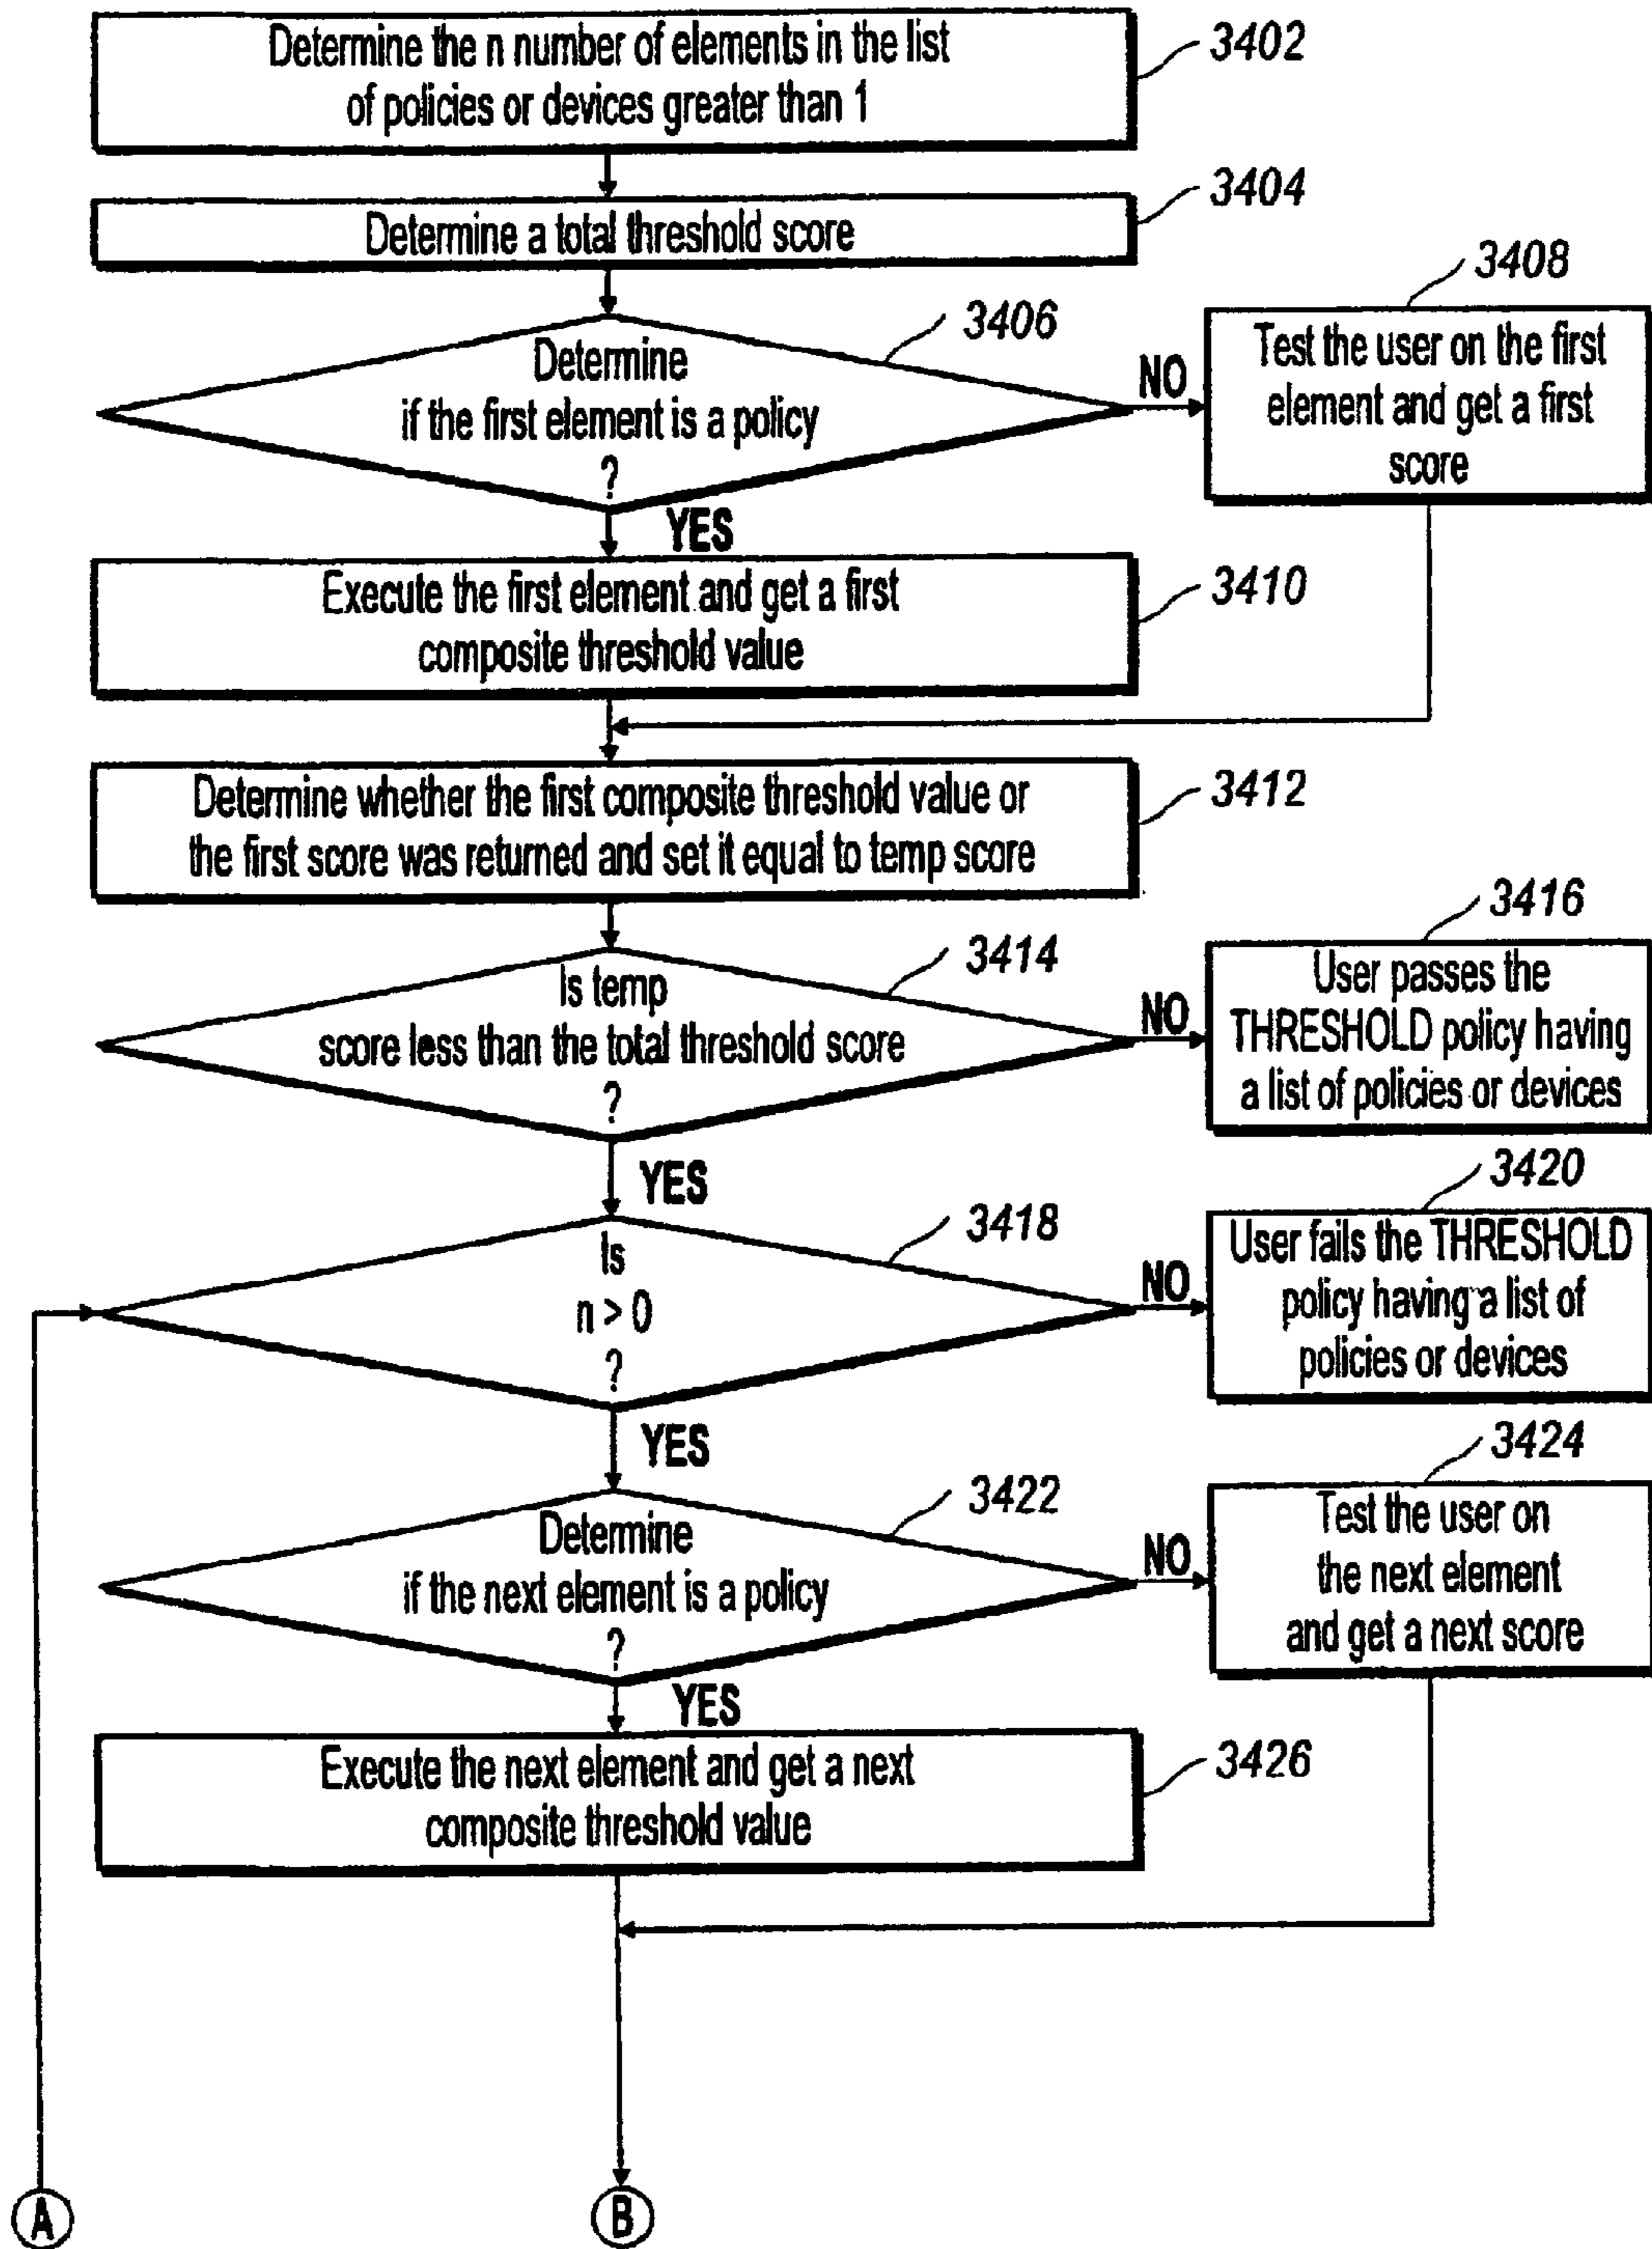 Determine the n number of elements in the list
of policies or devices greater than 1
3402
Determine a total threshold score
3404
Determine
if the first element is a policy
?
3406
NO
YES
3408
Test the user on the first
element and get a first
score
Execute the first element and get a first
composite threshold value
3410
Determine whether the first composite threshold value or
the first score was returned and set it equal to temp score
3412
Is temp
score less than the total threshold score
?
3414
NO
YES
3416
User passes the
THRESHOLD policy having
a list of policies or devices
Is
n > 0
?
3418
NO
YES
3420
User fails the THRESHOLD
policy having a list of
policies or devices
Determine
if the next element is a policy
?
3422
NO
YES
3424
Test the user on
the next element
and get a next score
Execute the next element and get a next
composite threshold value
3426
A
B